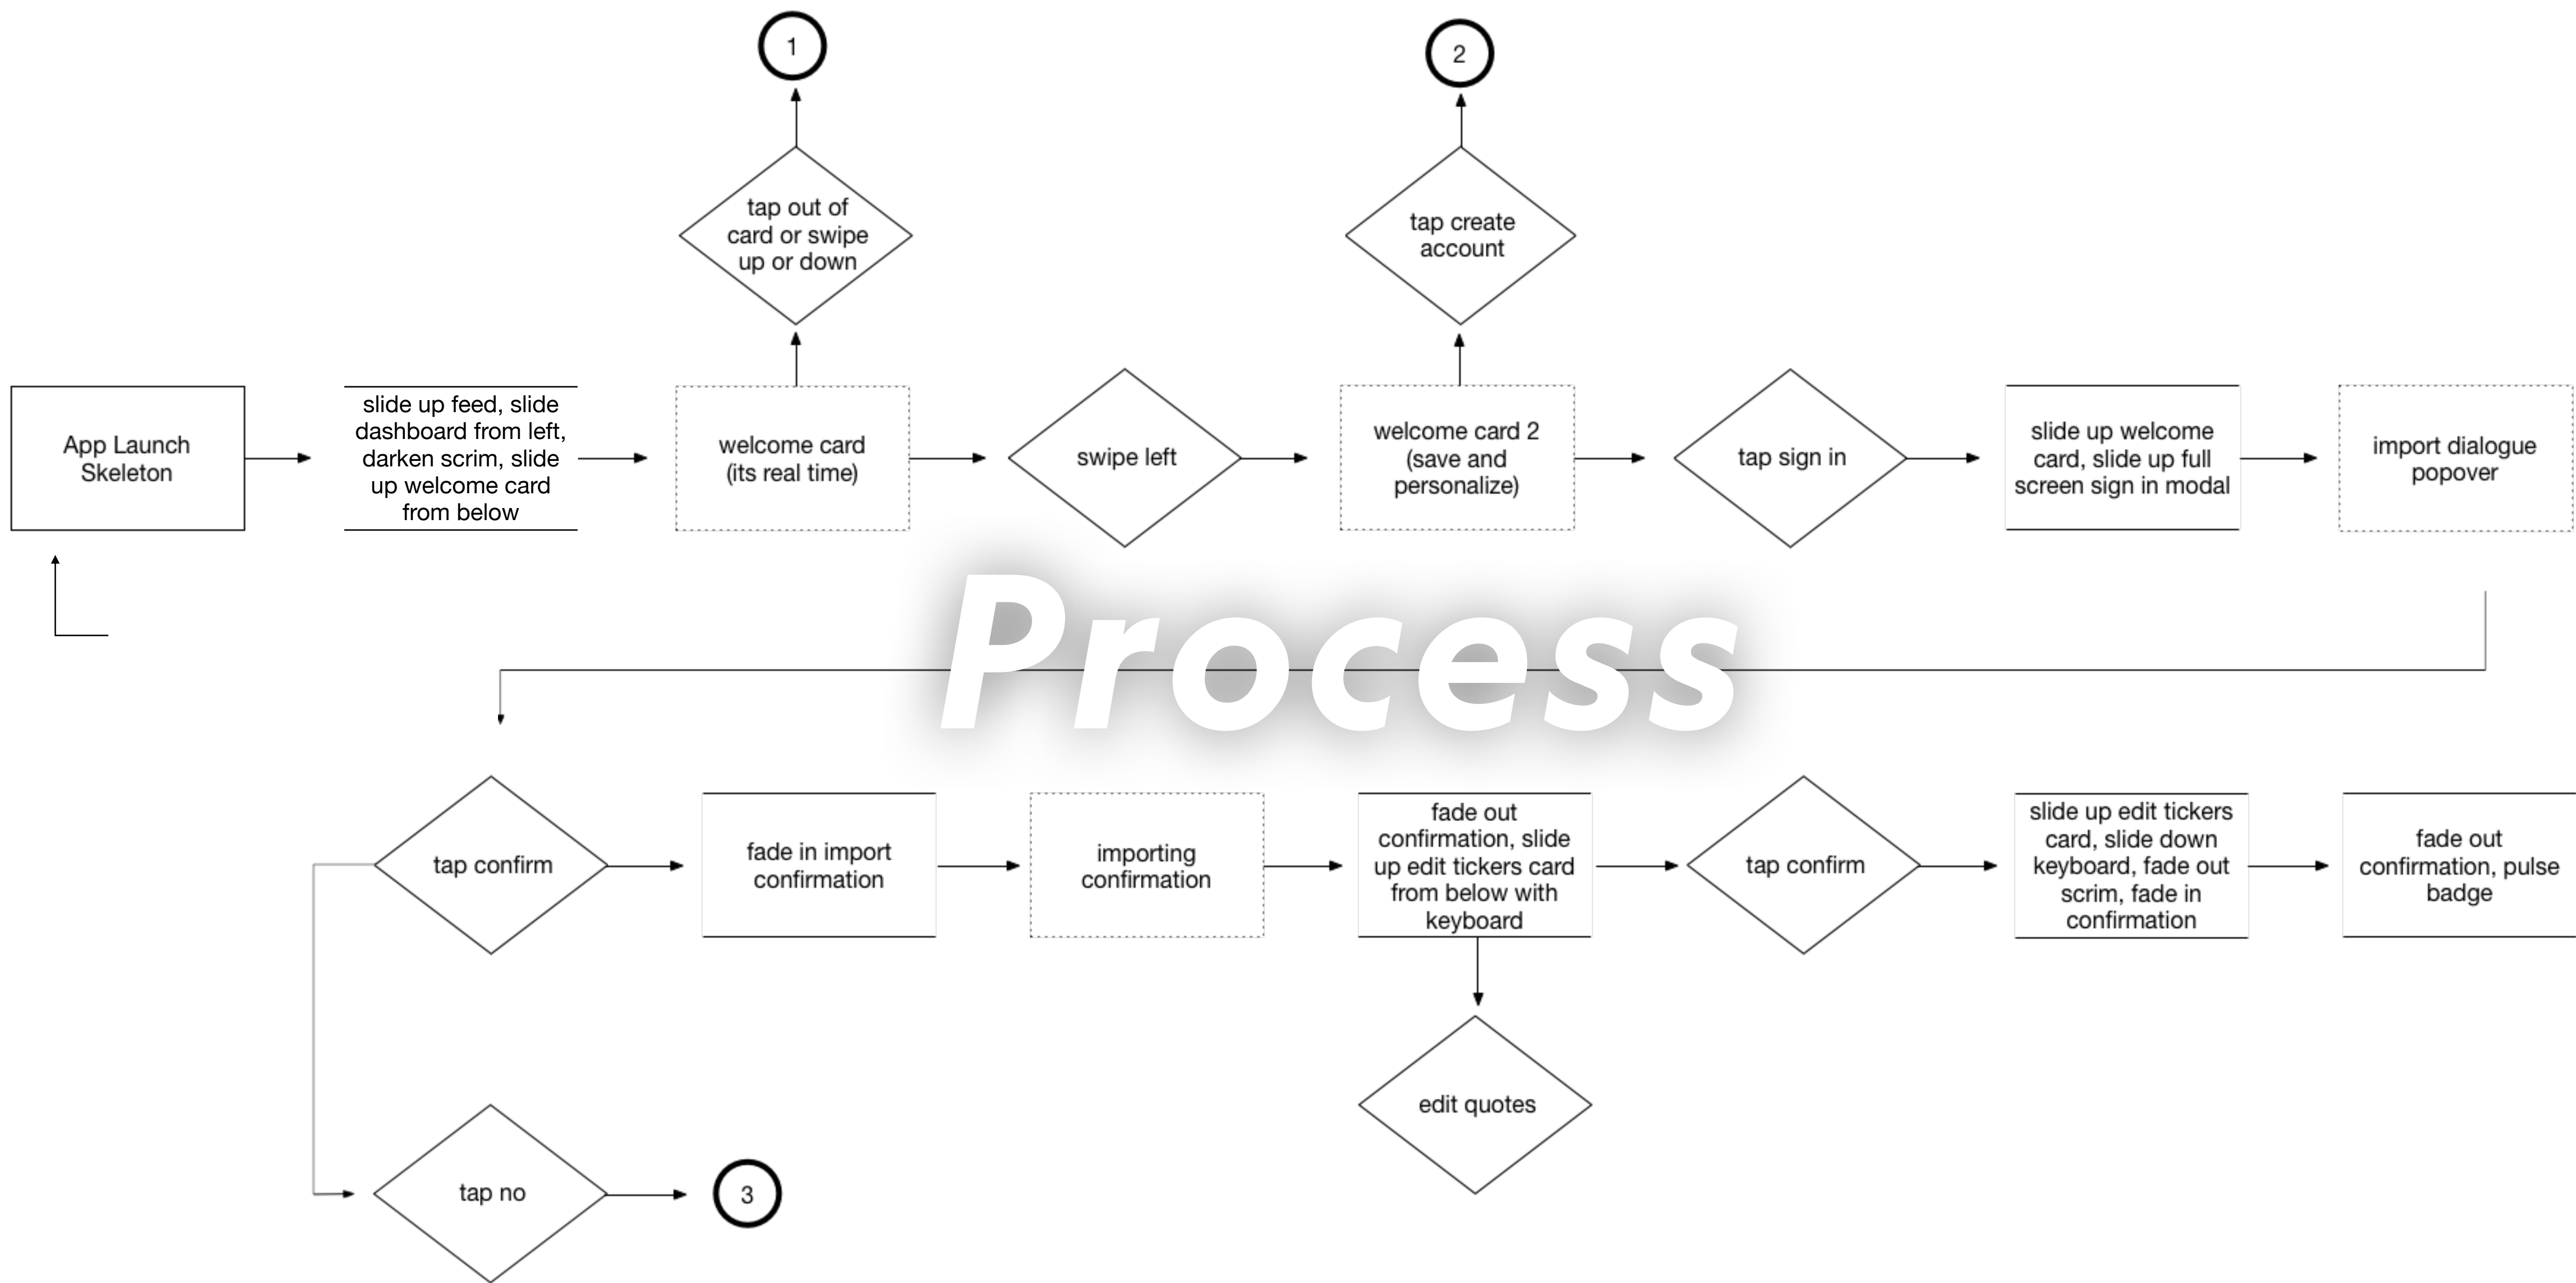 1
2
tap out of
card or swipe
up or down
tap create
account
App Launch
Skeleton
slide up feed, slide
dashboard from left,
darken scrim, slide
up welcome card
from below
welcome card
(its real time)
swipe left
welcome card 2
(save and
personalize)
tap sign in
slide up welcome
card, slide up full
screen sign in modal
import dialogue
popover
Process
tap confirm
fade in import
confirmation
importing
confirmation
fade out
confirmation, slide
up edit tickers card
from below with
keyboard
tap confirm
slide up edit tickers
card, slide down
keyboard, fade out
scrim, fade in
confirmation
fade out
confirmation, pulse
badge
edit quotes
tap no
3